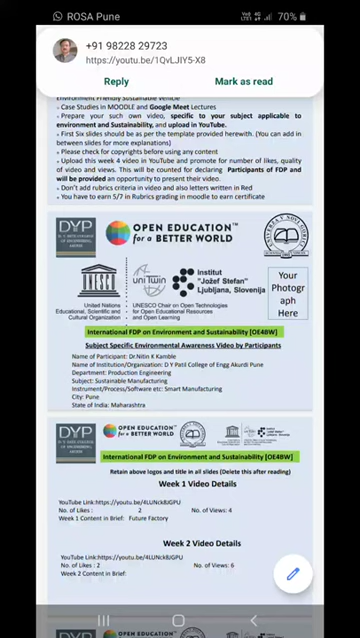 ROSA Pune
70%
+91 98228 29723
https://youtu.be/1QvLJIY5-X8
Reply
Mark as read
Environment Friendly Sustainable Vehicle
✓ Case Studies in MOODLE and Google Meet Lectures
✓ Prepare your such own video, specific to your subject applicable to
environment and Sustainability, and upload in YouTube.
✓ First Six slides should be as per the template provided herewith. (You can add in
between slides for more explanations)
✓ Please check for copyrights before using any content
✓ Upload this week 4 video in YouTube and promote for number of likes, quality
of video and views. This will be counted for declaring Participants of FDP and
will be provided an opportunity to present their video.
✓ Don't add rubrics criteria in video and also letters written in Red
✓ You have to earn 5/7 in Rubrics grading in moodle to earn certificate
DYP
OPEN EDUCATION
for a BETTER WORLD
UNESCO
United Nations
Educational, Scientific and
Cultural Organization
uniTwin
UNESCO Chair on Open Technologies
for Open Educational Resources
and Open Learning
Institut
"Jožef Stefan"
Ljubljana, Slovenija
Your
Photogr
aph
Here
International FDP on Environment and Sustainability [OE4BW]
Subject Specific Environmental Awareness Video by Participants
Name of Participant: Dr.Nitin K Kamble
Name of Institution/Organization: D Y Patil College of Engg Akurdi Pune
Department: Production Engineering
Subject: Sustainable Manufacturing
Instrument/Process/Software etc: Smart Manufacturing
City: Pune
State of India: Maharashtra
DYP
OPEN EDUCATION
for a BETTER WORLD
International FDP on Environment and Sustainability [OE4BW]
Retain above logos and title in all slides (Delete this after reading)
Week 1 Video Details
YouTube Link:https://youtu.be/4LUNck8JGPU
No. of Likes : 2 No. of Views: 4
Week 1 Content in Brief: Future Factory
Week 2 Video Details
YouTube Link:https://youtu.be/4LUNck8JGPU
No. of Likes : 2 No. of Views: 6
Week 2 Content in Brief: